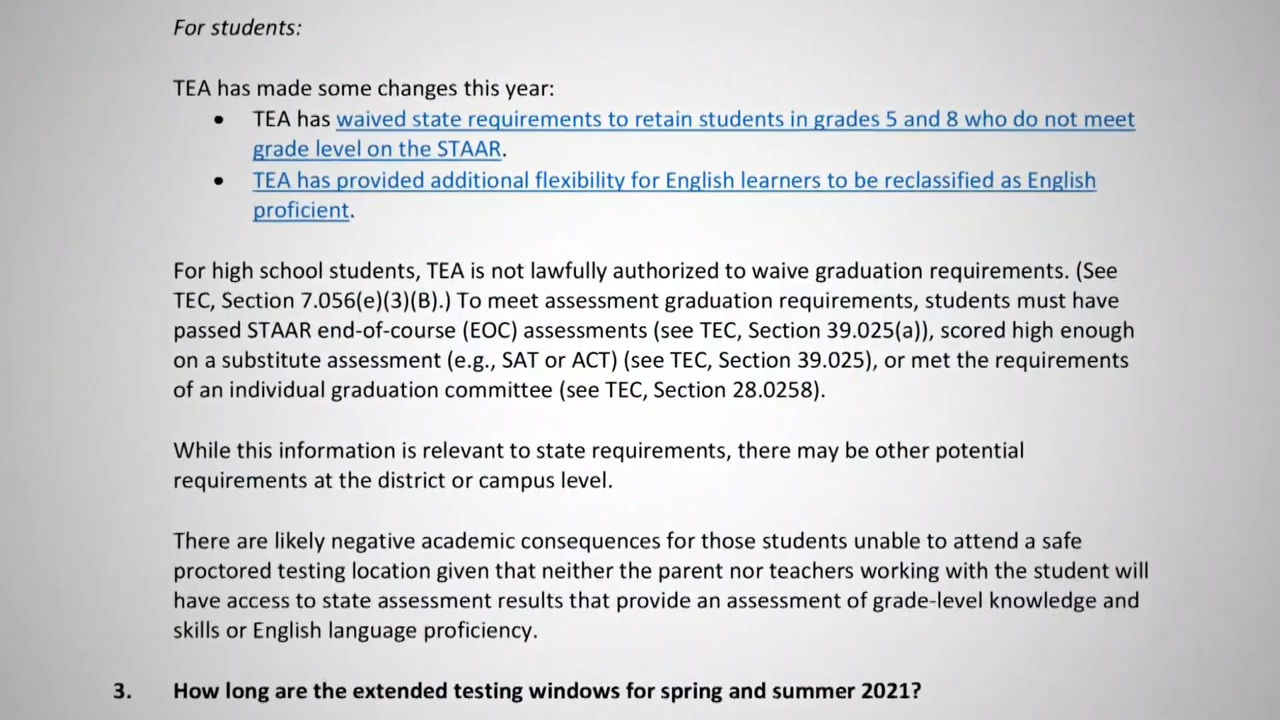 For students:
TEA has made some changes this year:
• TEA has waived state requirements to retain students in grades 5 and 8 who do not meet
grade level on the STAAR.
• TEA has provided additional flexibility for English learners to be reclassified as English
proficient.
For high school students, TEA is not lawfully authorized to waive graduation requirements. (See
TEC, Section 7.056(e)(3)(B).) To meet assessment graduation requirements, students must have
passed STAAR end-of-course (EOC) assessments (see TEC, Section 39.025(a)), scored high enough
on a substitute assessment (e.g., SAT or ACT) (see TEC, Section 39.025), or met the requirements
of an individual graduation committee (see TEC, Section 28.0258).
While this information is relevant to state requirements, there may be other potential
requirements at the district or campus level.
There are likely negative academic consequences for those students unable to attend a safe
proctored testing location given that neither the parent nor teachers working with the student will
have access to state assessment results that provide an assessment of grade-level knowledge and
skills or English language proficiency.
3. How long are the extended testing windows for spring and summer 2021?